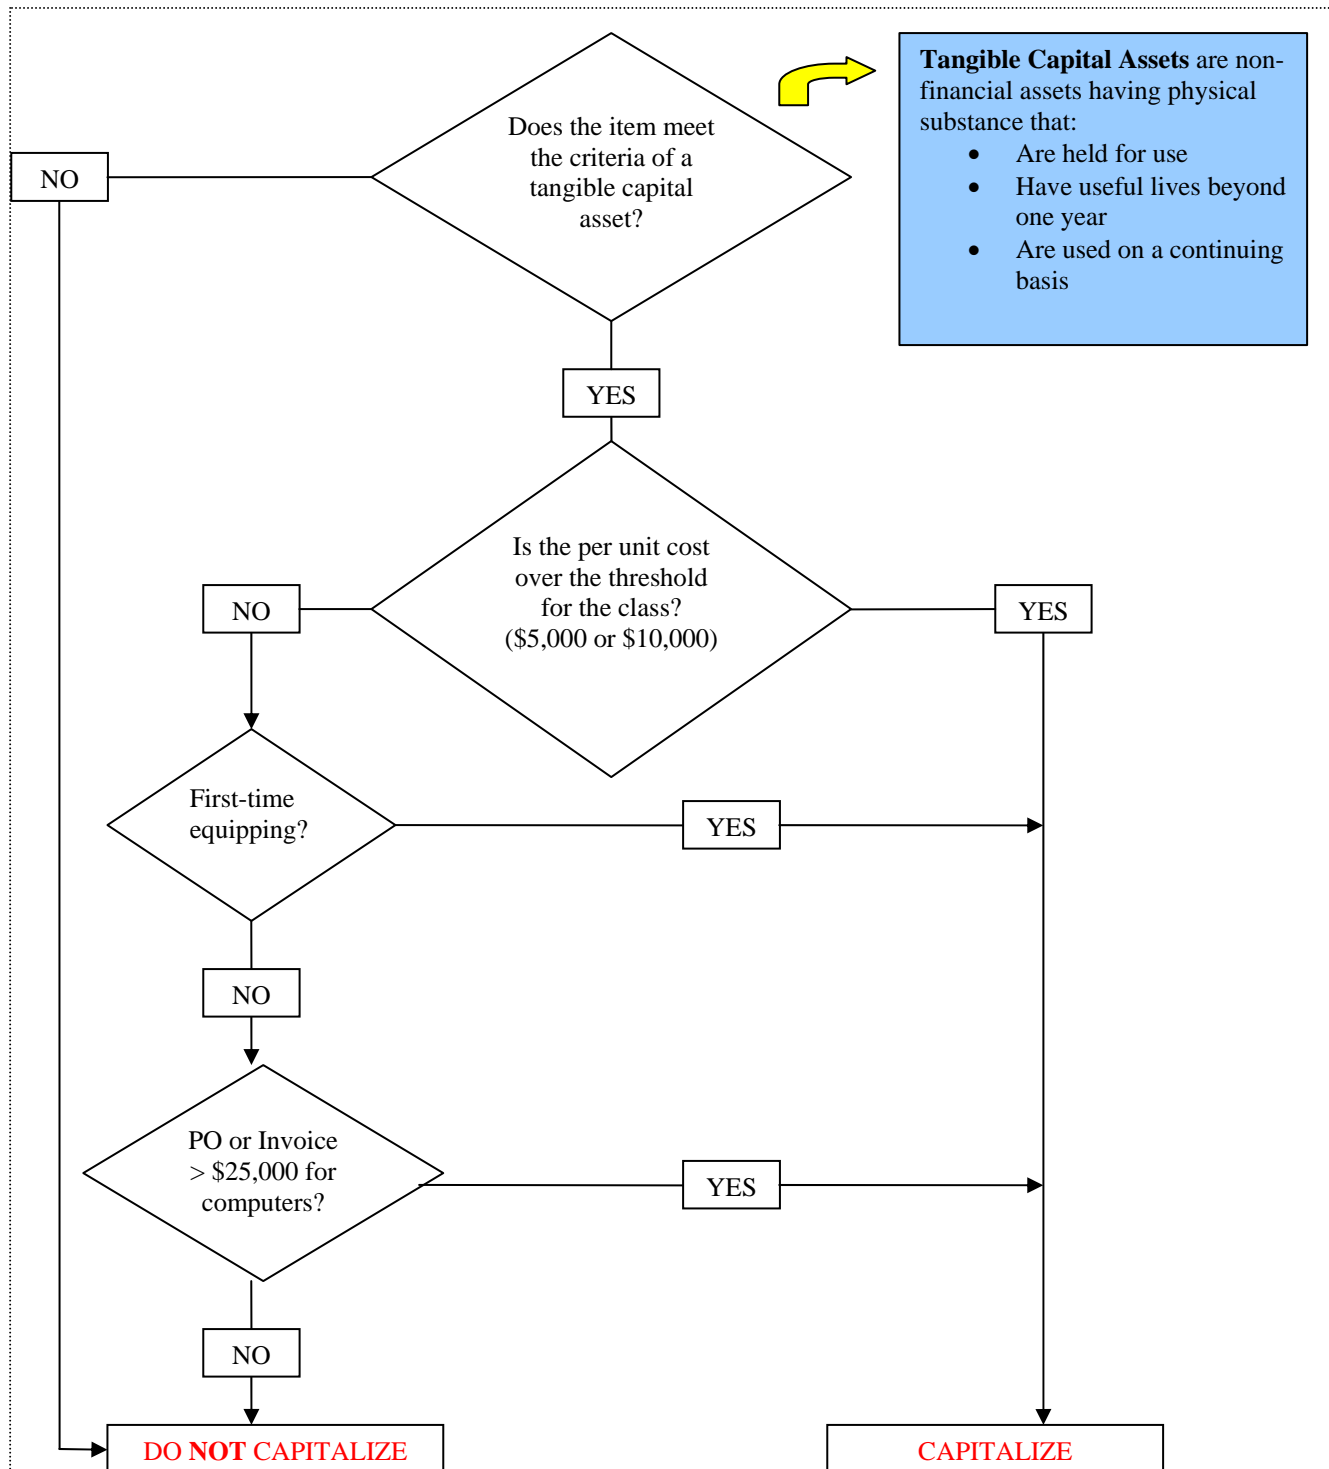 Does the item meet
the criteria of a
tangible capital
asset?
Tangible Capital Assets are non-
financial assets having physical
substance that:
• Are held for use
• Have useful lives beyond
one year
• Are used on a continuing
basis
NO
YES
Is the per unit cost
over the threshold
for the class?
($5,000 or $10,000)
NO
YES
First-time
equipping?
YES
NO
PO or Invoice
> $25,000 for
computers?
YES
NO
DO NOT CAPITALIZE
CAPITALIZE